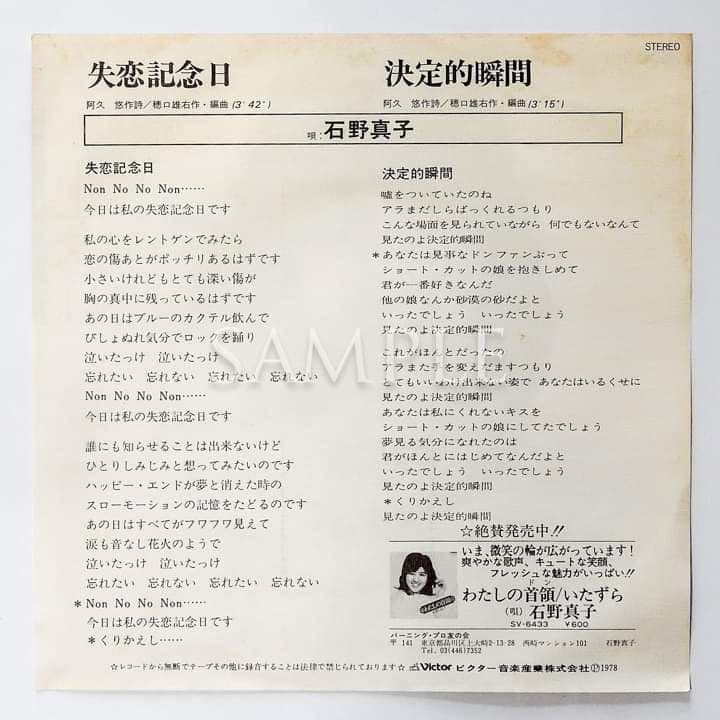 STEREO
失恋記念日
阿久 悠作詩／穂口雄右作・編曲(3'42")
決定的瞬間
阿久 悠作詩／穂口雄右作・編曲(3'15")
唄:石野真子
失恋記念日
Non No No Non……
今日は私の失恋記念日です
私の心をレントゲンでみたら
恋の傷あとがポッチリあるはずです
小さいけれどもとても深い傷が
胸の真中に残っているはずです
あの日はブルーのカクテル飲んで
びしょぬれ気分でロックを踊り
泣いたっけ 泣いたっけ
忘れたい 忘れない 忘れたい 忘れない
Non No No Non……
今日は私の失恋記念日です
誰にも知らせることは出来ないけど
ひとりしみじみと想ってみたいのです
ハッピー・エンドが夢と消えた時の
スローモーションの記憶をたどるのです
あの日はすべてがフワフワ見えて
涙も音なし花火のようで
泣いたっけ 泣いたっけ
忘れたい 忘れない 忘れたい 忘れない
*Non No No Non……
今日は私の失恋記念日です
*くりかえし……
決定的瞬間
嘘をついていたのね
アラまだしらばっくれるつもり
こんな場面を見られていながら 何でもないなんて
見たのよ決定的瞬間
*あなたは見事なドンファンぶって
ショート・カットの娘を抱きしめて
君が一番好きなんだ
他の娘なんか砂漠の砂だよと
いったでしょう いったでしょう
見たのよ決定的瞬間
これがほんとだったの
アラまた手を変えだますつもり
とてもいいわけ出来ない姿で あなたはいるくせに
見たのよ決定的瞬間
あなたは私にくれないキスを
ショート・カットの娘にしてたでしょう
夢見る気分になれたのは
君がほんとにはじめてなんだよと
いったでしょう いったでしょう
見たのよ決定的瞬間
*くりかえし
見たのよ決定的瞬間
☆絶賛発売中!!
いま、微笑の輪が広がっています!
爽やかな歌声、キュートな笑顔、
フレッシュな魅力がいっぱい!!
ドン
わたしの首領/いたずら
(唄)石野真子
SV-6433 ¥600
バーニング・プロ友の会
〒141 東京都品川区上大崎2-13-28 西崎マンション101 石野真子
Tel.03(446)7352
☆レコードから無断でテープその他に録音することは法律で禁じられております☆
Victor ビクター音楽産業株式会社Ⓟ1978
SAMPLE